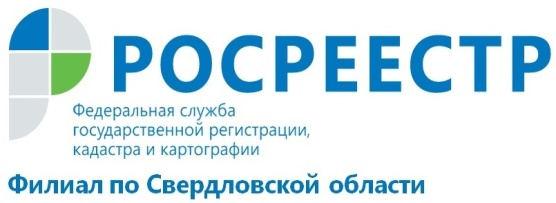 РОСРЕЕСТР
Федеральная служба
государственной регистрации,
кадастра и картографии
Филиал по Свердловской области